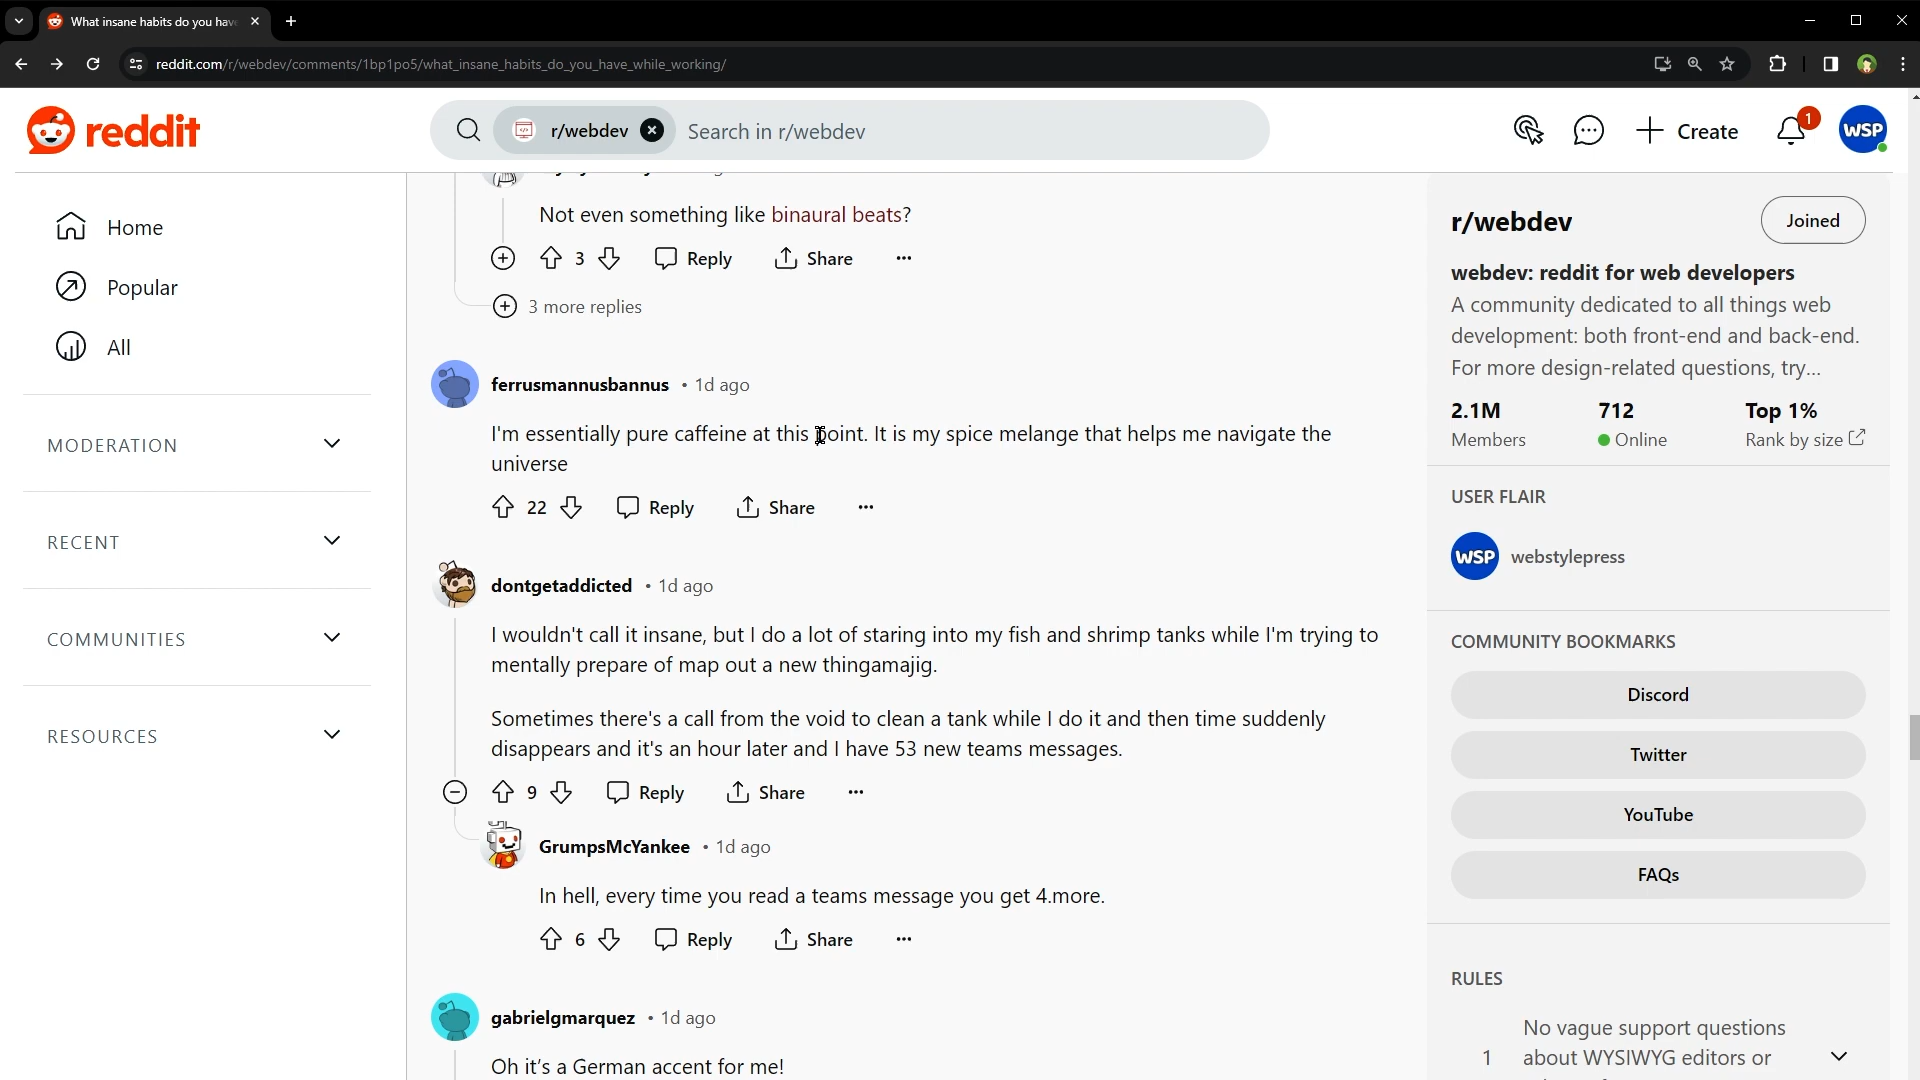 What insane habits do you hav
reddit.com/r/webdev/comments/1bp1po5/what_insane_habits_do_you_have_while_working/
reddit
r/webdev
Search in r/webdev
Create
1
WSP
Home
Popular
All
MODERATION
RECENT
COMMUNITIES
RESOURCES
Not even something like binaural beats?
3 Reply Share
3 more replies
ferrusmannusbannus • 1d ago
I'm essentially pure caffeine at this point. It is my spice melange that helps me navigate the
universe
22 Reply Share
dontgetaddicted • 1d ago
I wouldn't call it insane, but I do a lot of staring into my fish and shrimp tanks while I'm trying to
mentally prepare of map out a new thingamajig.
Sometimes there's a call from the void to clean a tank while I do it and then time suddenly
disappears and it's an hour later and I have 53 new teams messages.
9 Reply Share
GrumpsMcYankee • 1d ago
In hell, every time you read a teams message you get 4.more.
6 Reply Share
gabrielgmarquez • 1d ago
Oh it's a German accent for me!
r/webdev
Joined
webdev: reddit for web developers
A community dedicated to all things web
development: both front-end and back-end.
For more design-related questions, try...
2.1M 712 Top 1%
Members Online Rank by size
USER FLAIR
WSP webstylepress
COMMUNITY BOOKMARKS
Discord
Twitter
YouTube
FAQs
RULES
No vague support questions
1 about WYSIWYG editors or